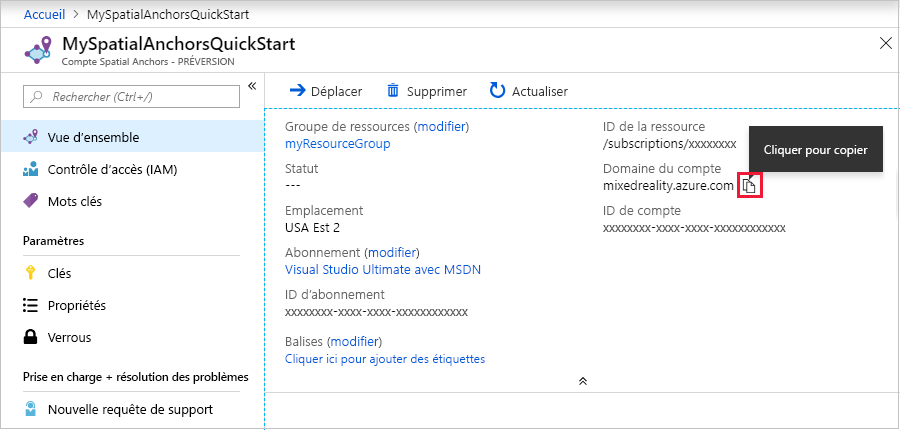 Accueil > MySpatialAnchorsQuickStart
MySpatialAnchorsQuickStart
Compte Spatial Anchors - PRÉVERSION
Rechercher (Ctrl+/)
Vue d'ensemble
Contrôle d'accès (IAM)
Mots clés
Paramètres
Clés
Propriétés
Verrous
Prise en charge + résolution des problèmes
Nouvelle requête de support
Déplacer
Supprimer
Actualiser
Groupe de ressources (modifier)
myResourceGroup
Statut
---
Emplacement
USA Est 2
Abonnement (modifier)
Visual Studio Ultimate avec MSDN
ID d'abonnement
xxxxxxxx-xxxx-xxxx-xxxxxxxxxxxx
Balises (modifier)
Cliquer ici pour ajouter des étiquettes
ID de la ressource
/subscriptions/xxxxxxxx
Cliquer pour copier
Domaine du compte
mixedreality.azure.com
ID de compte
xxxxxxxx-xxxx-xxxx-xxxxxxxxxxxx